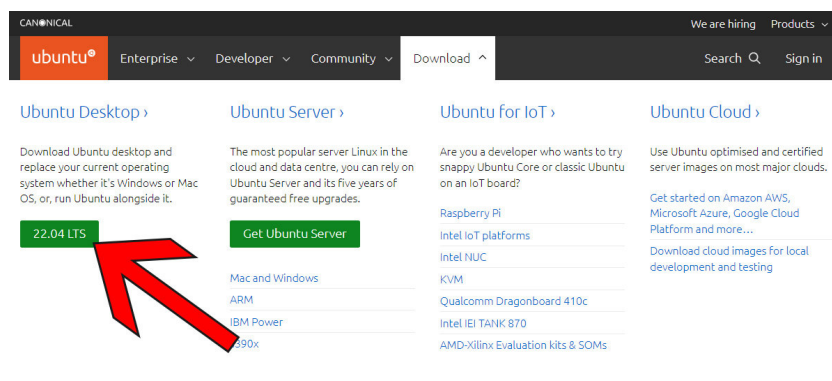 CANONICAL
We are hiring Products
ubuntu Enterprise Developer Community Download Search Sign in
Ubuntu Desktop ›
Download Ubuntu desktop and
replace your current operating
system whether it's Windows or Mac
OS, or, run Ubuntu alongside it.
22.04 LTS
Ubuntu Server ›
The most popular server Linux in the
cloud and data centre, you can rely on
Ubuntu Server and its five years of
guaranteed free upgrades.
Get Ubuntu Server
Mac and Windows
ARM
IBM Power
390x
Ubuntu for IoT ›
Are you a developer who wants to try
snappy Ubuntu Core or classic Ubuntu
on an IoT board?
Raspberry Pi
Intel IoT platforms
Intel NUC
KVM
Qualcomm Dragonboard 410c
Intel IEI TANK 870
AMD-Xilinx Evaluation kits & SOMs
Ubuntu Cloud ›
Use Ubuntu optimised and certified
server images on most major clouds.
Get started on Amazon AWS,
Microsoft Azure, Google Cloud
Platform and more...
Download cloud images for local
development and testing